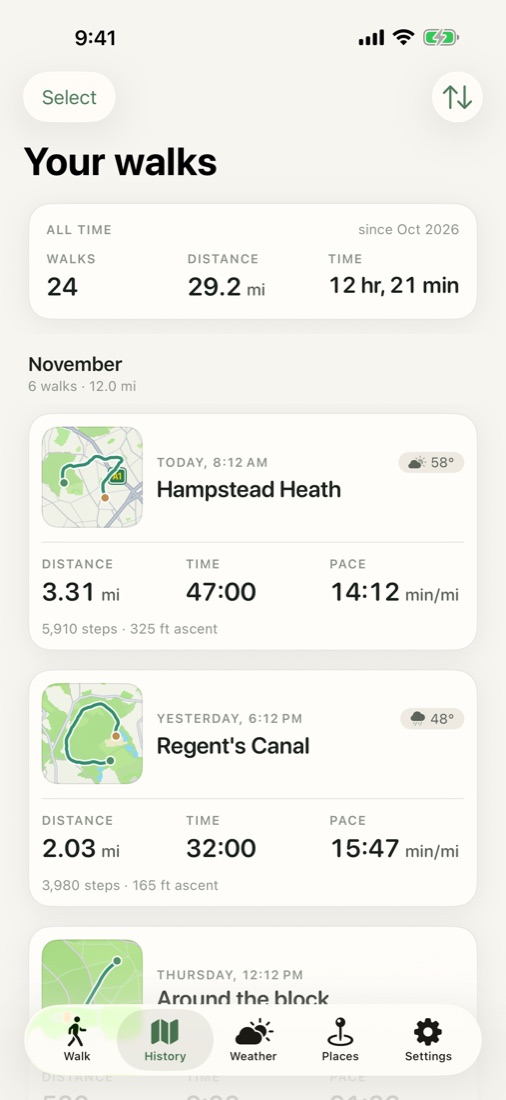 9:41
Select
Your walks
ALL TIME since Oct 2026
WALKS DISTANCE TIME
24 29.2 mi 12 hr, 21 min
November
6 walks · 12.0 mi
TODAY, 8:12 AM 58°
Hampstead Heath
A1
DISTANCE TIME PACE
3.31 mi 47:00 14:12 min/mi
5,910 steps · 325 ft ascent
YESTERDAY, 6:12 PM 48°
Regent's Canal
DISTANCE TIME PACE
2.03 mi 32:00 15:47 min/mi
3,980 steps · 165 ft ascent
THURSDAY, 12:12 PM
Around the block
Walk History Weather Places Settings
DISTANCE TIME PACE